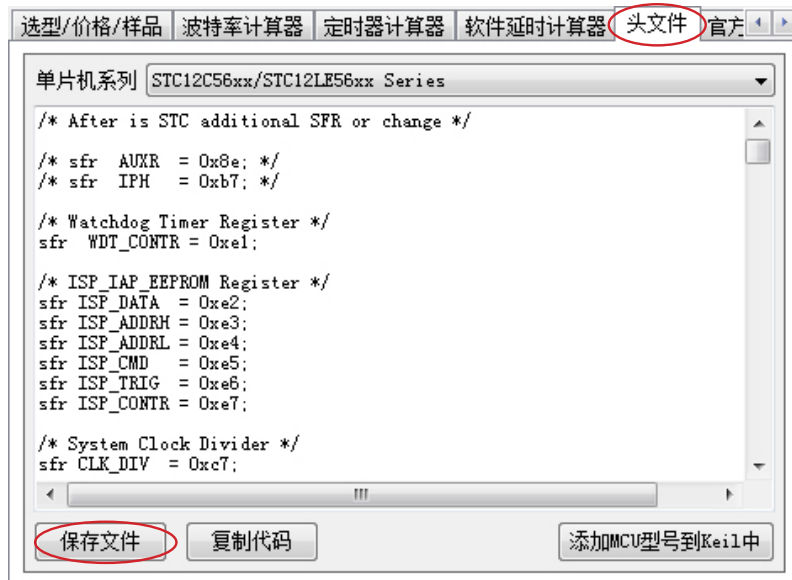 选型/价格/样品 波特率计算器 定时器计算器 软件延时计算器 头文件 官方
单片机系列 STC12C56xx/STC12LE56xx Series
/* After is STC additional SFR or change */
/* sfr  AUXR  = 0x8e; */
/* sfr  IPH   = 0xb7; */
/* Watchdog Timer Register */
sfr  WDT_CONTR = 0xe1;
/* ISP_IAP_EEPROM Register */
sfr ISP_DATA  = 0xe2;
sfr ISP_ADDRH = 0xe3;
sfr ISP_ADDRL = 0xe4;
sfr ISP_CMD   = 0xe5;
sfr ISP_TRIG  = 0xe6;
sfr ISP_CONTR = 0xe7;
/* System Clock Divider */
sfr CLK_DIV  = 0xc7;
保存文件 复制代码 添加MCU型号到Keil中